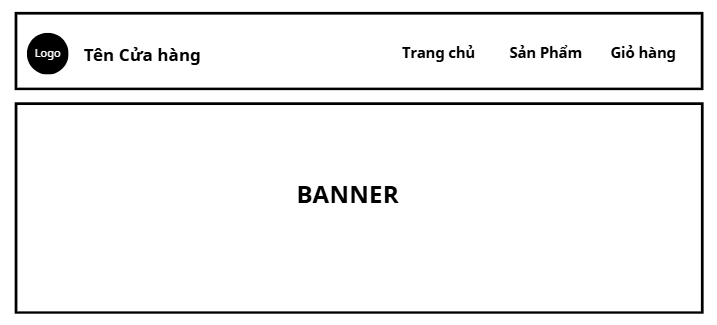 Logo Tên Cửa hàng Trang chủ Sản Phẩm Giỏ hàng
BANNER